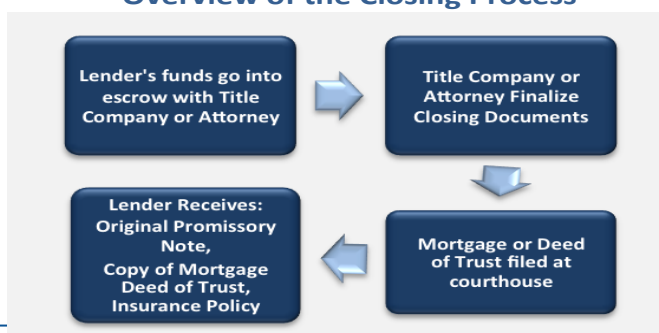 Overview of the Closing Process
Lender's funds go into
escrow with Title
Company or Attorney
Title Company or
Attorney Finalize
Closing Documents
Mortgage or Deed
of Trust filed at
courthouse
Lender Receives:
Original Promissory
Note,
Copy of Mortgage
Deed of Trust,
Insurance Policy